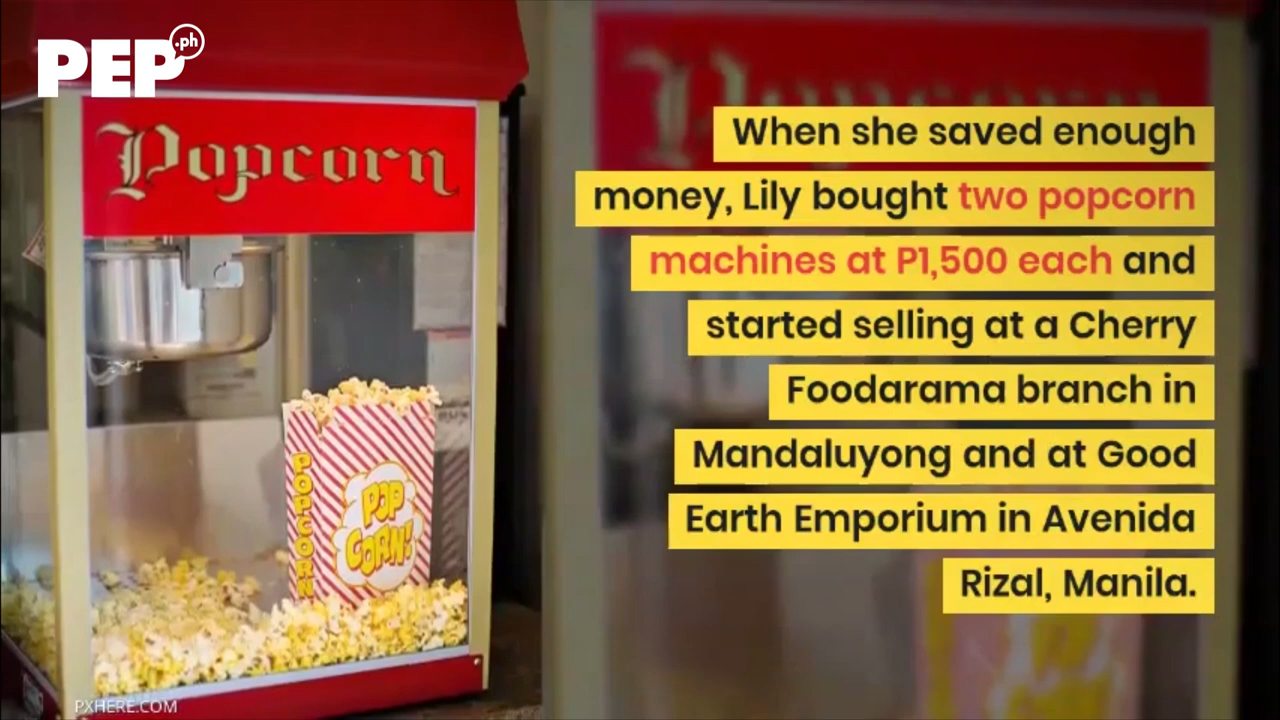 PEP.ph
Popcorn
POPCORN
POP
CORN!
PXHERE.COM
Popcorn
When she saved enough
money, Lily bought two popcorn
machines at P1,500 each and
started selling at a Cherry
Foodarama branch in
Mandaluyong and at Good
Earth Emporium in Avenida
Rizal, Manila.